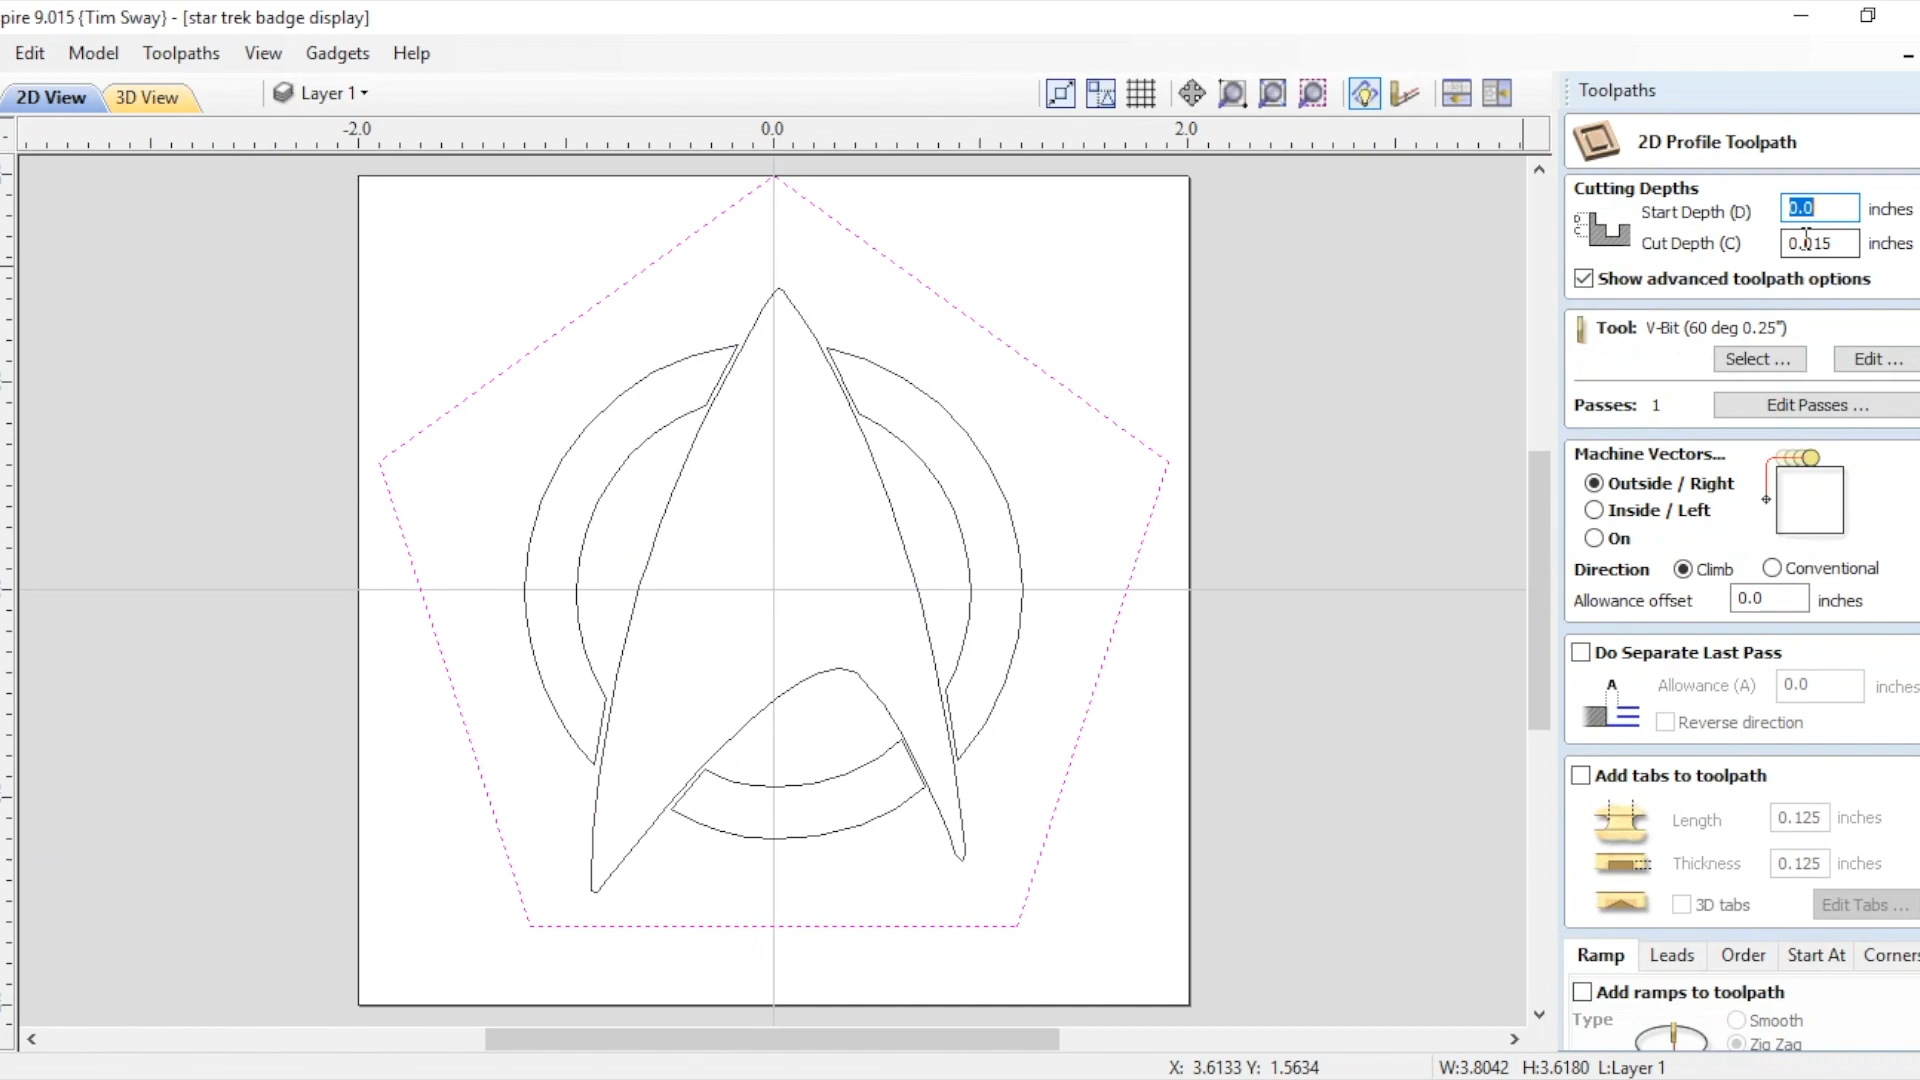 pire 9.015 {Tim Sway} - [star trek badge display]
Edit Model Toolpaths View Gadgets Help
2D View 3D View Layer 1
-2.0 0.0 2.0
Toolpaths
2D Profile Toolpath
Cutting Depths
Start Depth (D) 0.0 inches
Cut Depth (C) 0.015 inches
D
C
Show advanced toolpath options
Tool: V-Bit (60 deg 0.25")
Select ... Edit ...
Passes: 1 Edit Passes ...
Machine Vectors...
Outside / Right
Inside / Left
On
Direction Climb Conventional
Allowance offset 0.0 inches
Do Separate Last Pass
A Allowance (A) 0.0 inches
Reverse direction
Add tabs to toolpath
Length 0.125 inches
Thickness 0.125 inches
3D tabs Edit Tabs ...
Ramp Leads Order Start At Corners
Add ramps to toolpath
Type Smooth
Zig Zag
X: 3.6133 Y: 1.5634 W:3.8042 H:3.6180 L:Layer 1